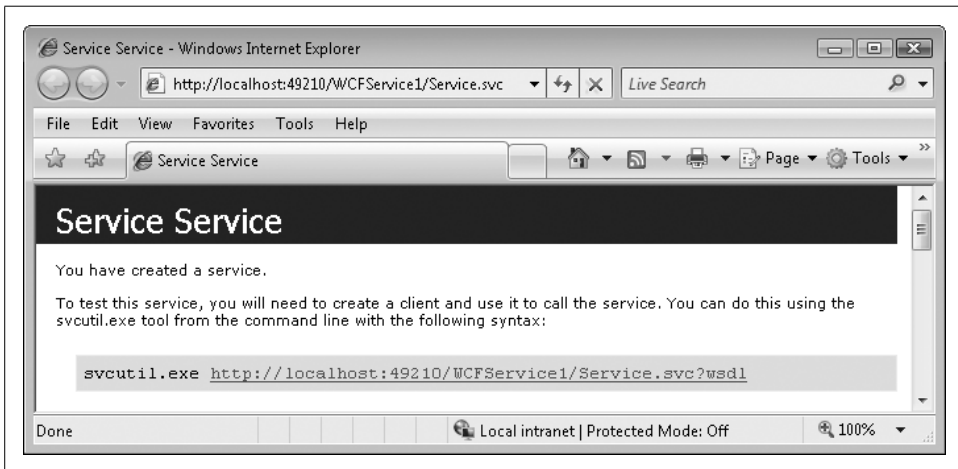 Service Service - Windows Internet Explorer
http://localhost:49210/WCFService1/Service.svc
Live Search
File Edit View Favorites Tools Help
Service Service
Page Tools »
Service Service
You have created a service.
To test this service, you will need to create a client and use it to call the service. You can do this using the
svcutil.exe tool from the command line with the following syntax:
svcutil.exe http://localhost:49210/WCFService1/Service.svc?wsdl
Done
Local intranet | Protected Mode: Off
100%